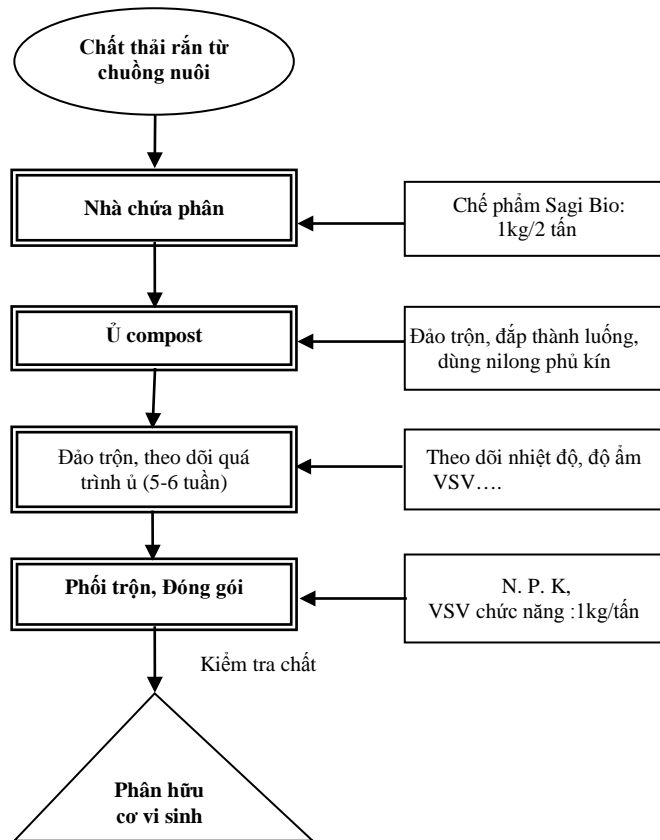 Chất thải rắn từ
chuồng nuôi
Nhà chứa phân
Chế phẩm Sagi Bio:
1kg/2 tấn
Ủ compost
Đảo trộn, đắp thành luống,
dùng nilong phủ kín
Đảo trộn, theo dõi quá
trình ủ (5-6 tuần)
Theo dõi nhiệt độ, độ ẩm
VSV….
Phối trộn, Đóng gói
N. P. K,
VSV chức năng :1kg/tấn
Kiểm tra chất
Phân hữu
cơ vi sinh